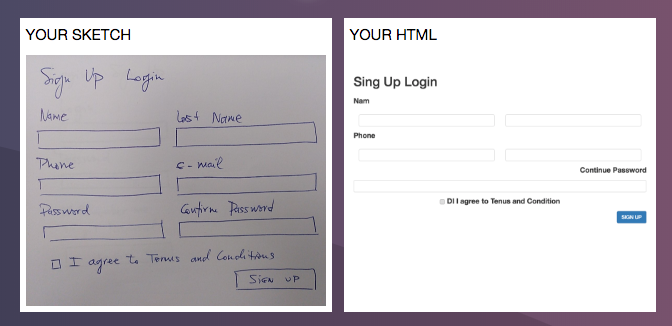 YOUR SKETCH
Sign Up Login
Name Last Name
Phone e-mail
Password Confirm Password
I agree to Terms and Conditions
SIGN UP
YOUR HTML
Sing Up Login
Nam
Phone
Continue Password
DI I agree to Tenus and Condition
SIGN UP